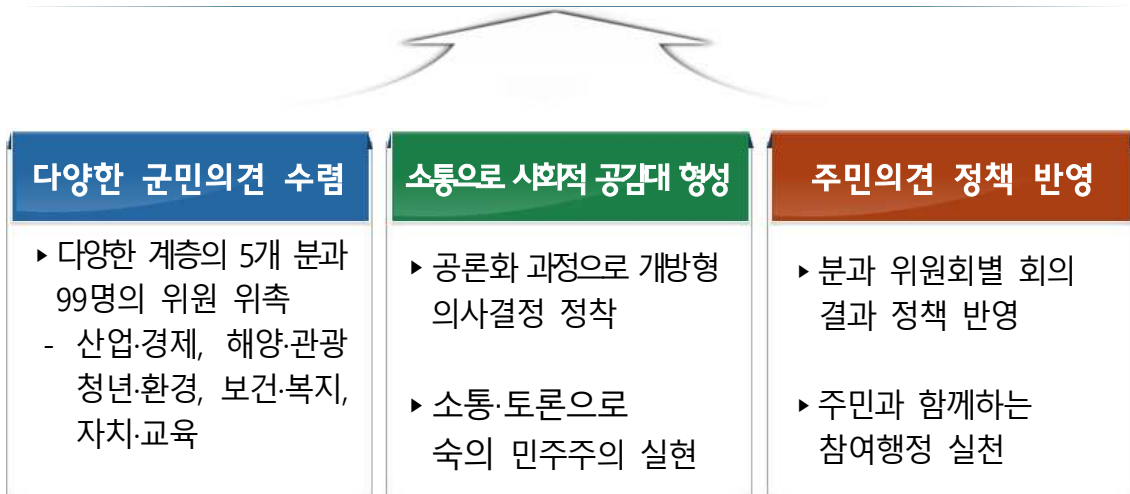 다양한 군민의견 수렴
▸ 다양한 계층의 5개 분과
99명의 위원 위촉
- 산업·경제, 해양·관광
청년·환경, 보건·복지,
자치·교육
소통으로 사회적 공감대 형성
▸ 공론화 과정으로 개방형
의사결정 정착
▸ 소통·토론으로
숙의 민주주의 실현
주민의견 정책 반영
▸ 분과 위원회별 회의
결과 정책 반영
▸ 주민과 함께하는
참여행정 실천